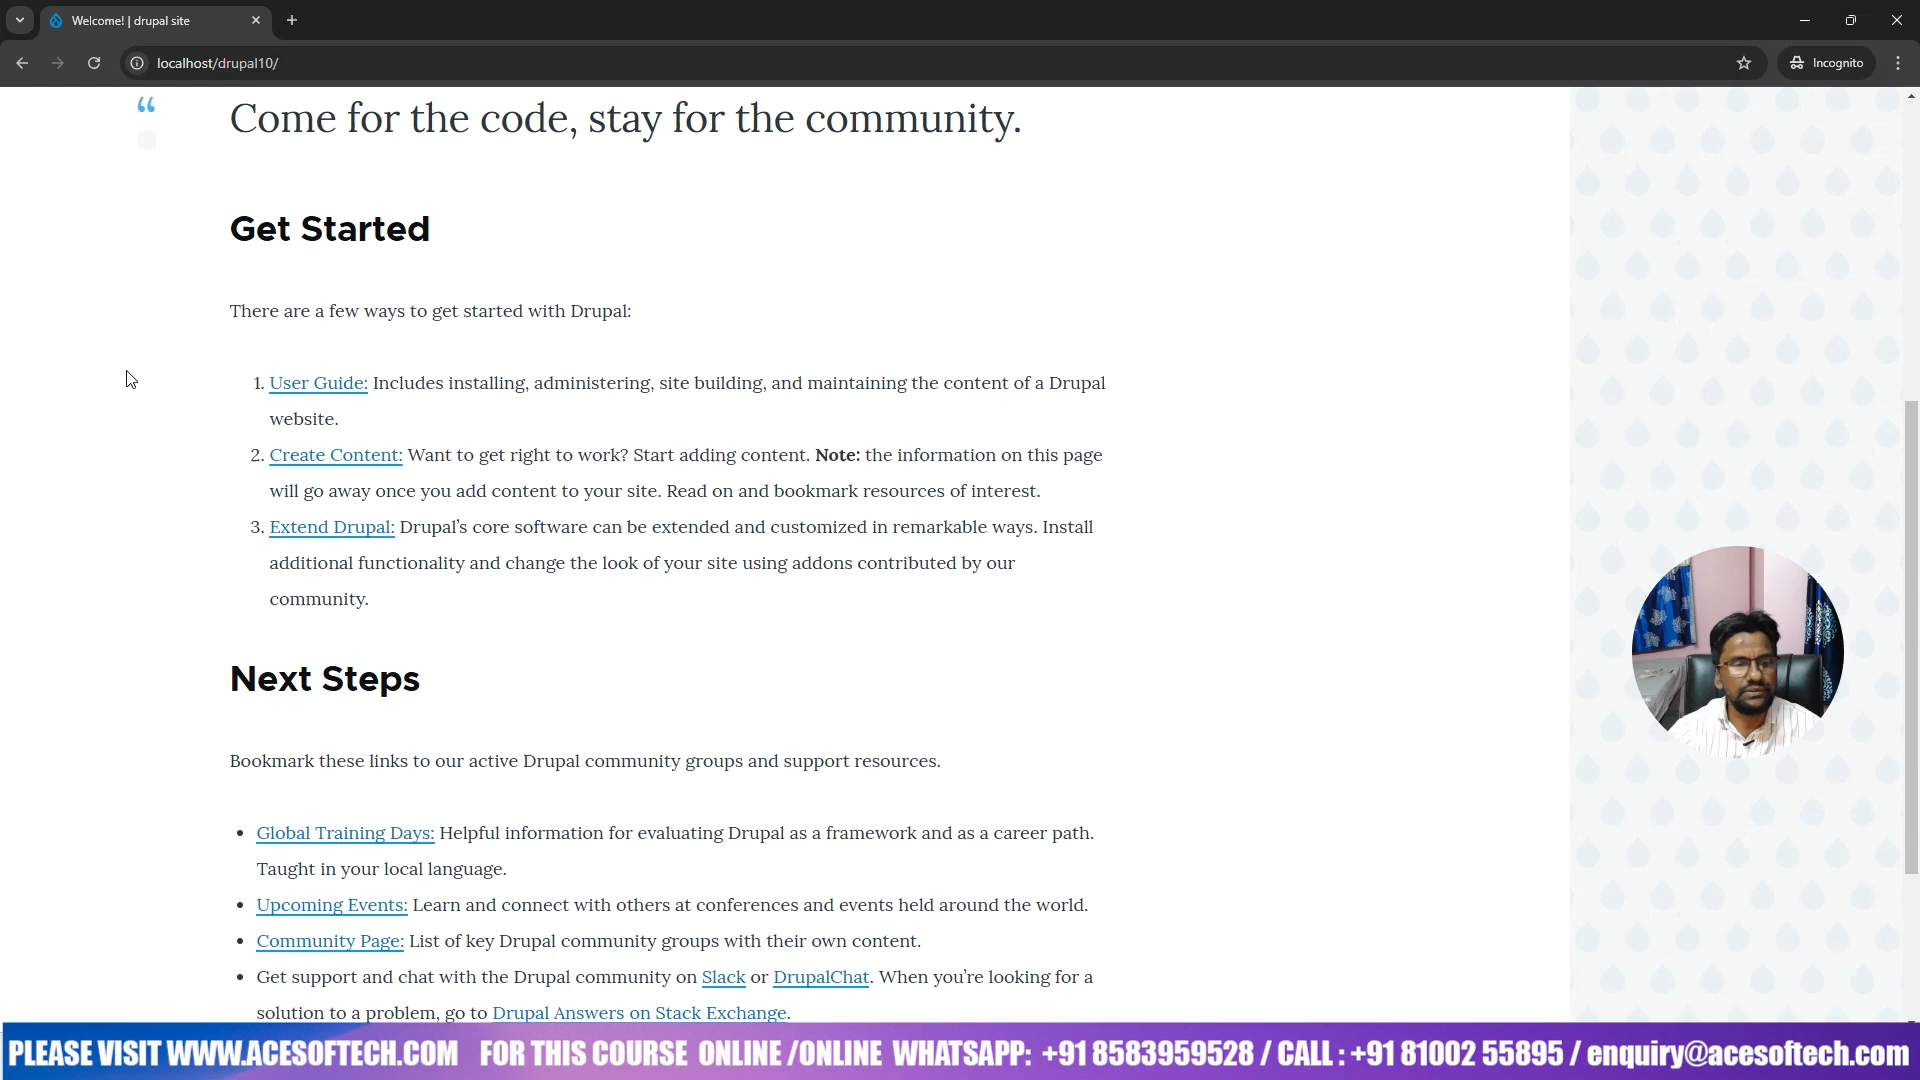 Welcome! | drupal site
localhost/drupal10/
Incognito
“
Come for the code, stay for the community.
Get Started
There are a few ways to get started with Drupal:
1. User Guide: Includes installing, administering, site building, and maintaining the content of a Drupal
website.
2. Create Content: Want to get right to work? Start adding content. Note: the information on this page
will go away once you add content to your site. Read on and bookmark resources of interest.
3. Extend Drupal: Drupal’s core software can be extended and customized in remarkable ways. Install
additional functionality and change the look of your site using addons contributed by our
community.
Next Steps
Bookmark these links to our active Drupal community groups and support resources.
• Global Training Days: Helpful information for evaluating Drupal as a framework and as a career path.
Taught in your local language.
• Upcoming Events: Learn and connect with others at conferences and events held around the world.
• Community Page: List of key Drupal community groups with their own content.
• Get support and chat with the Drupal community on Slack or DrupalChat. When you’re looking for a
solution to a problem, go to Drupal Answers on Stack Exchange.
PLEASE VISIT WWW.ACESOFTECH.COM FOR THIS COURSE ONLINE /ONLINE WHATSAPP: +91 8583959528 / CALL : +91 81002 55895 / enquiry@acesoftech.com